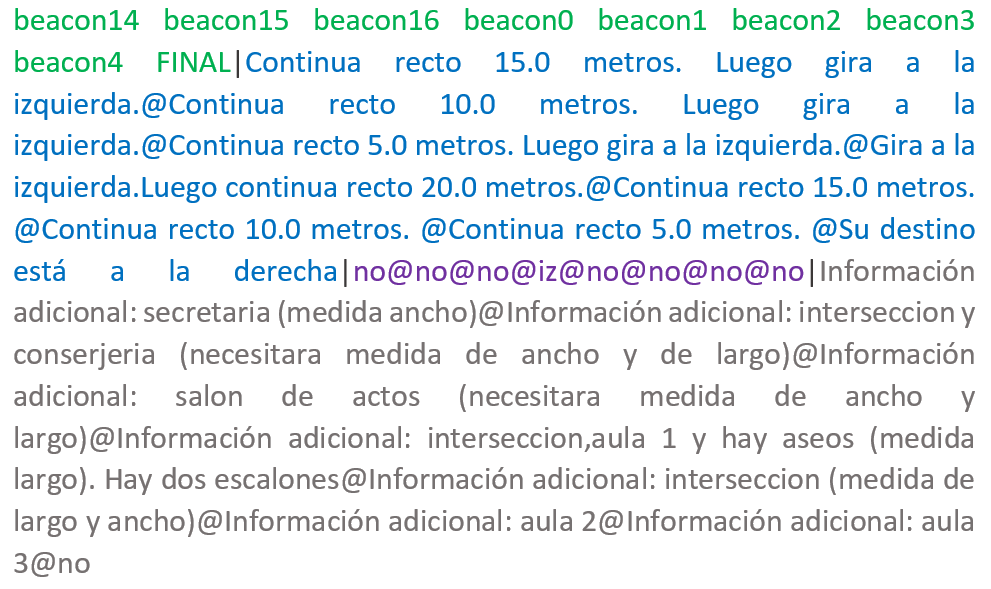 beacon14 beacon15 beacon16 beacon0 beacon1 beacon2 beacon3
beacon4 FINAL|Continua recto 15.0 metros. Luego gira a la
izquierda.@Continua recto 10.0 metros. Luego gira a la
izquierda.@Continua recto 5.0 metros. Luego gira a la izquierda.@Gira a la
izquierda.Luego continua recto 20.0 metros.@Continua recto 15.0 metros.
@Continua recto 10.0 metros. @Continua recto 5.0 metros. @Su destino
está a la derecha|no@no@no@iz@no@no@no@no|Información
adicional: secretaria (medida ancho)@Información adicional: interseccion y
conserjeria (necesitara medida de ancho y de largo)@Información
adicional: salon de actos (necesitara medida de ancho y
largo)@Información adicional: interseccion,aula 1 y hay aseos (medida
largo). Hay dos escalones@Información adicional: interseccion (medida de
largo y ancho)@Información adicional: aula 2@Información adicional: aula
3@no